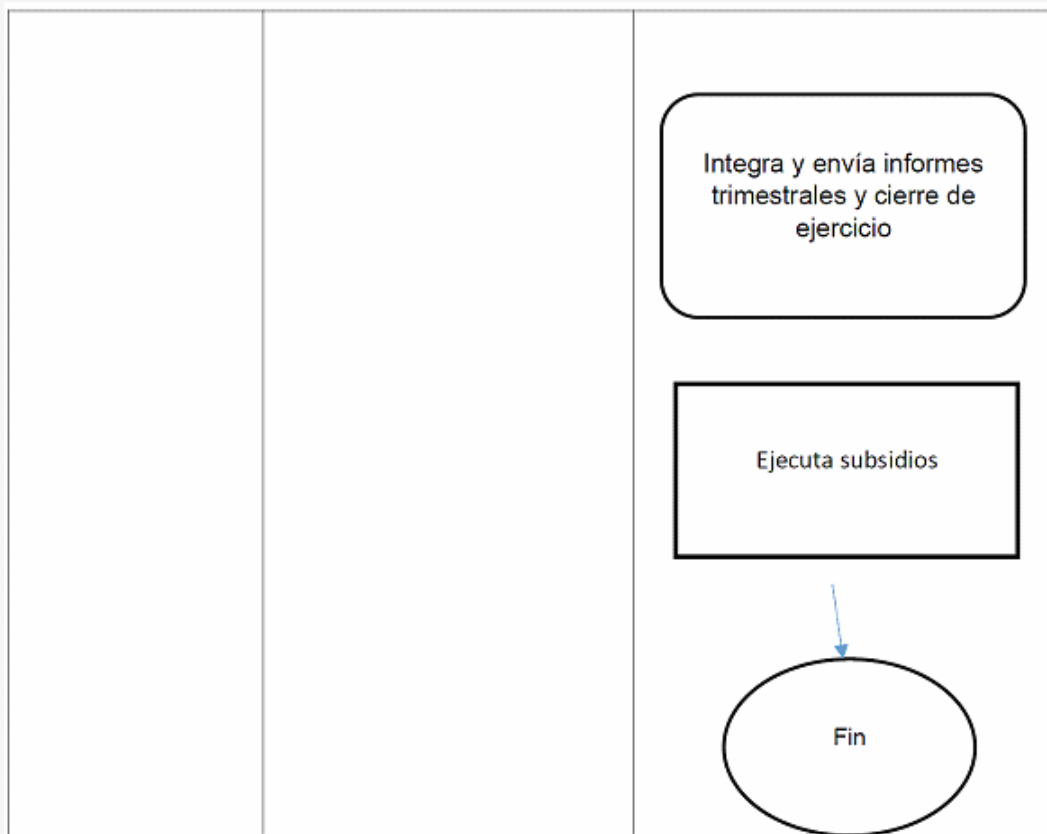 Integra y envía informes
trimestrales y cierre de
ejercicio
Ejecuta subsidios
Fin